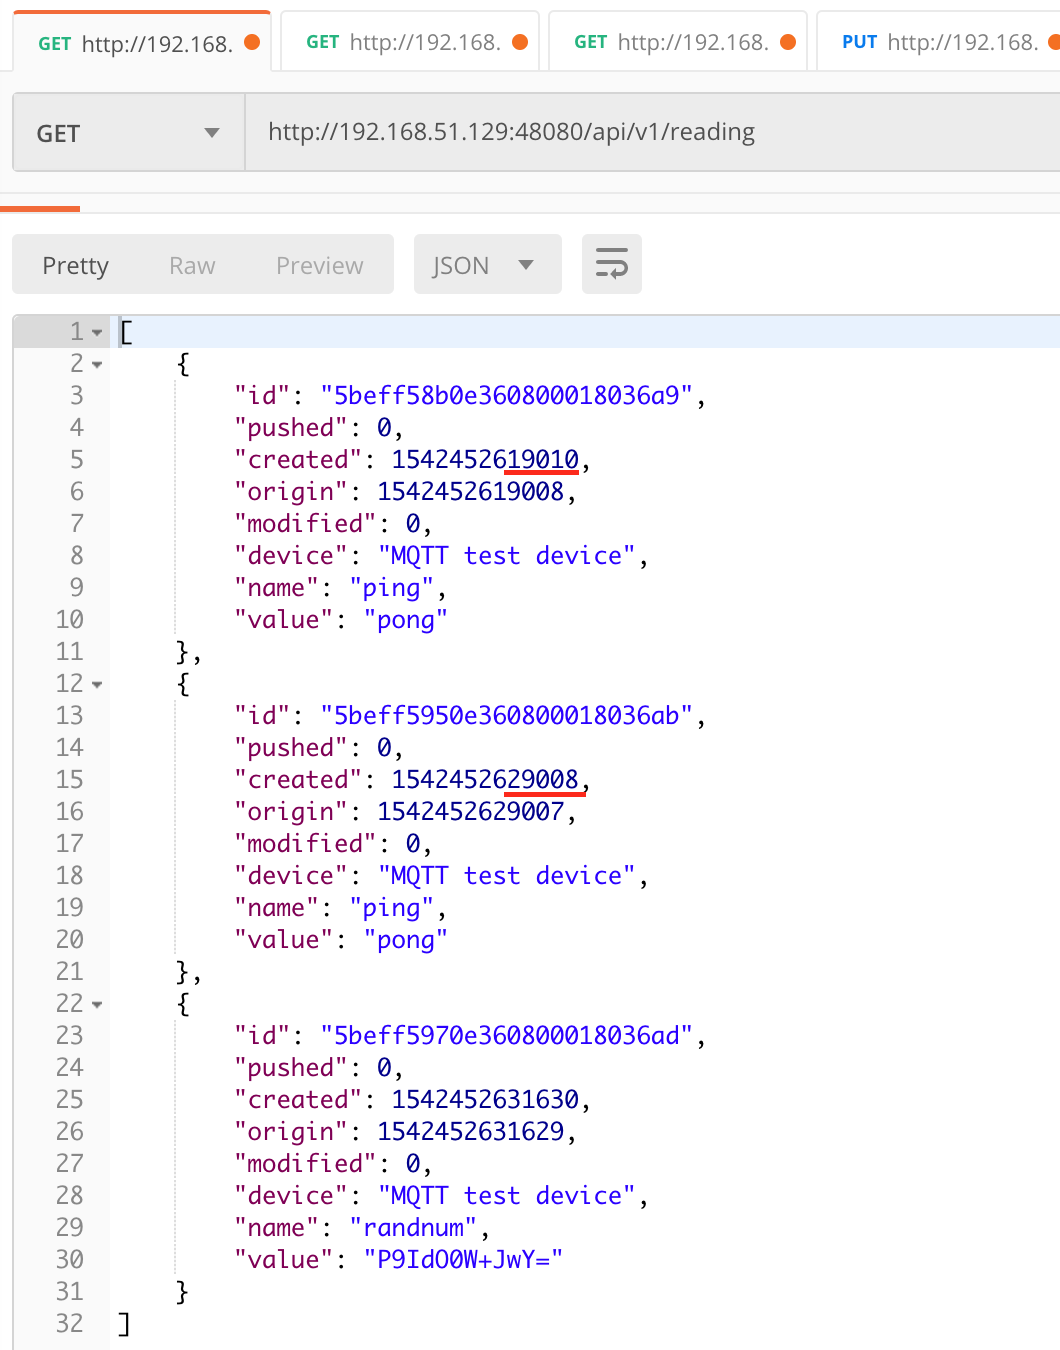 GET http://192.168.
GET http://192.168.
GET http://192.168.
PUT http://192.168.
GET http://192.168.51.129:48080/api/v1/reading
Pretty Raw Preview JSON
1 [
2 {
3 "id": "5beff58b0e360800018036a9",
4 "pushed": 0,
5 "created": 1542452619010,
6 "origin": 1542452619008,
7 "modified": 0,
8 "device": "MQTT test device",
9 "name": "ping",
10 "value": "pong"
11 },
12 {
13 "id": "5beff5950e360800018036ab",
14 "pushed": 0,
15 "created": 1542452629008,
16 "origin": 1542452629007,
17 "modified": 0,
18 "device": "MQTT test device",
19 "name": "ping",
20 "value": "pong"
21 },
22 {
23 "id": "5beff5970e360800018036ad",
24 "pushed": 0,
25 "created": 1542452631630,
26 "origin": 1542452631629,
27 "modified": 0,
28 "device": "MQTT test device",
29 "name": "randnum",
30 "value": "P9IdO0W+JwY="
31 }
32 ]